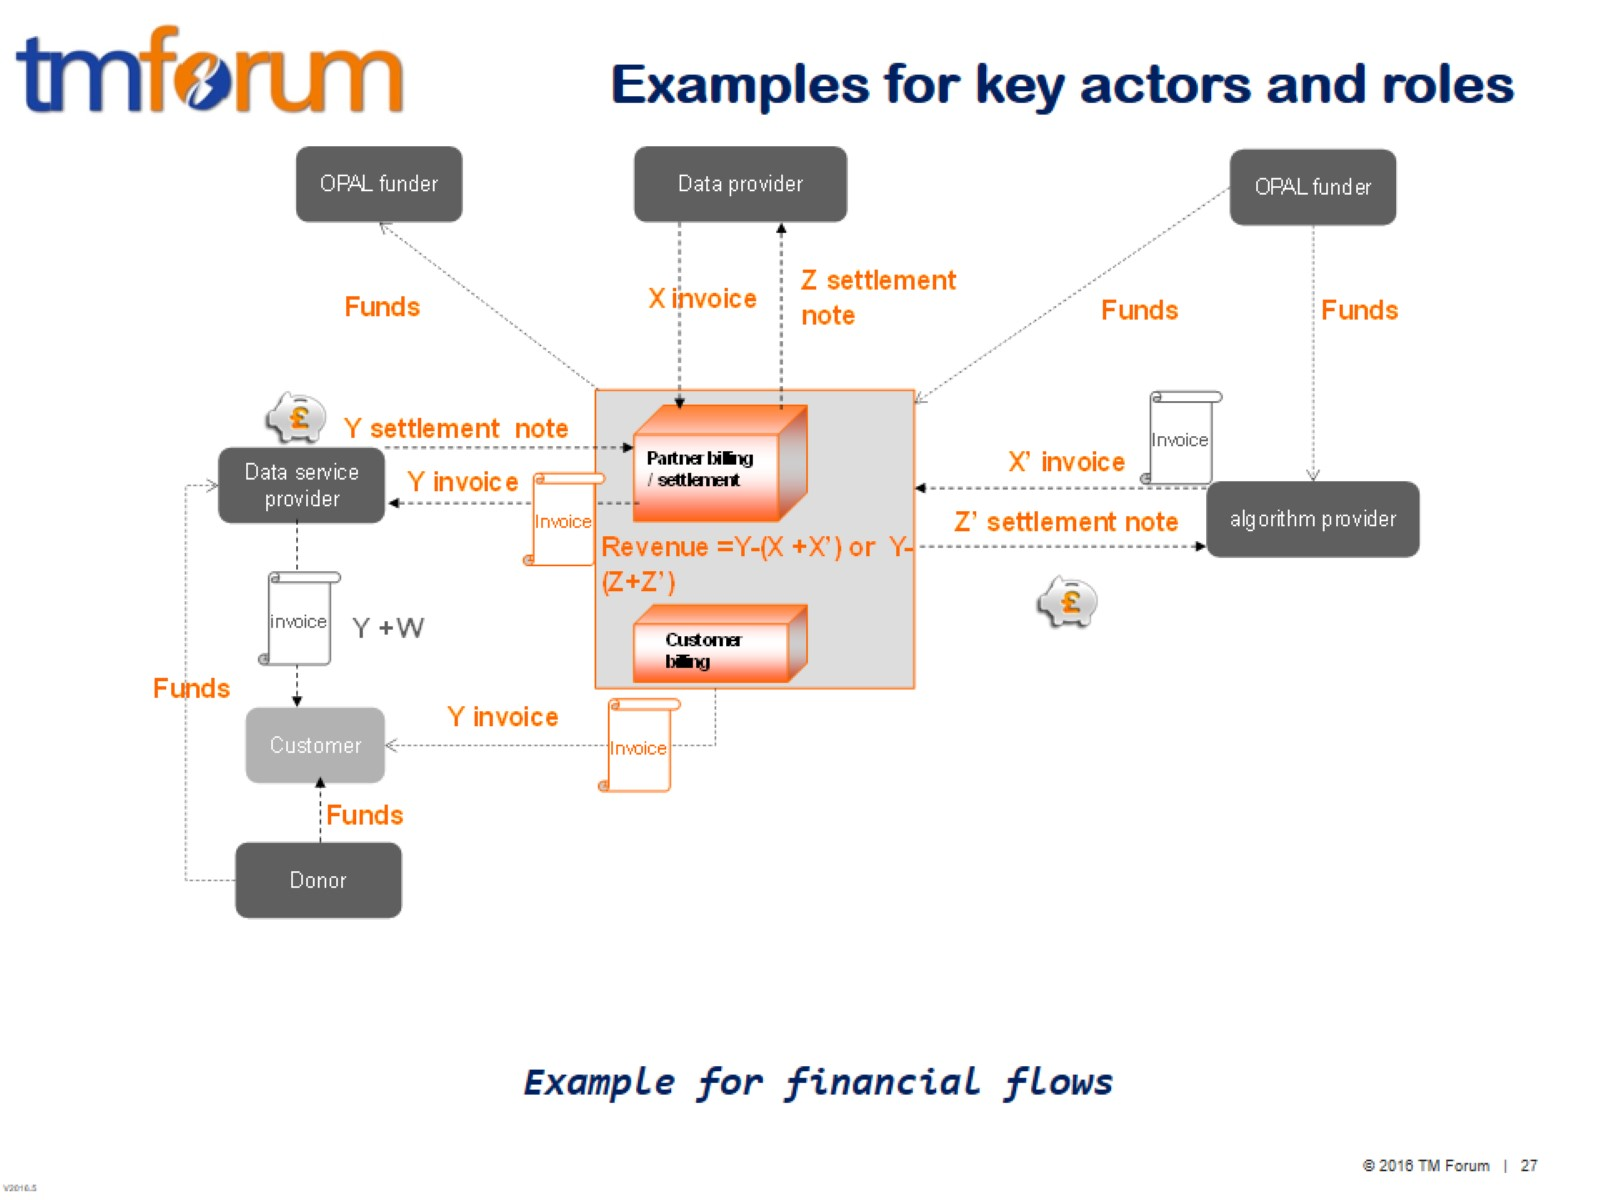 tmforum
Examples for key actors and roles
OPAL funder
Data provider
OPAL funder
Funds
X invoice
Z settlement
note
Funds
Funds
£
Y settlement note
Partner billing
/ settlement
Invoice
X' invoice
Data service
provider
Y invoice
Invoice
Z' settlement note
algorithm provider
Revenue =Y-(X +X') or Y-
(Z+Z')
£
invoice
Y +W
Customer
billing
Funds
Y invoice
Invoice
Customer
Funds
Donor
Example for financial flows
© 2016 TM Forum | 27
V2016.5